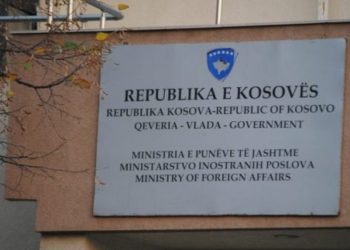 REPUBLIKA E KOSOVËS
REPUBLIKA KOSOVA-REPUBLIC OF KOSOVO
QEVERIA - VLADA - GOVERNMENT
MINISTRIA E PUNËVE TË JASHTME
MINISTARSTVO INOSTRANIH POSLOVA
MINISTRY OF FOREIGN AFFAIRS